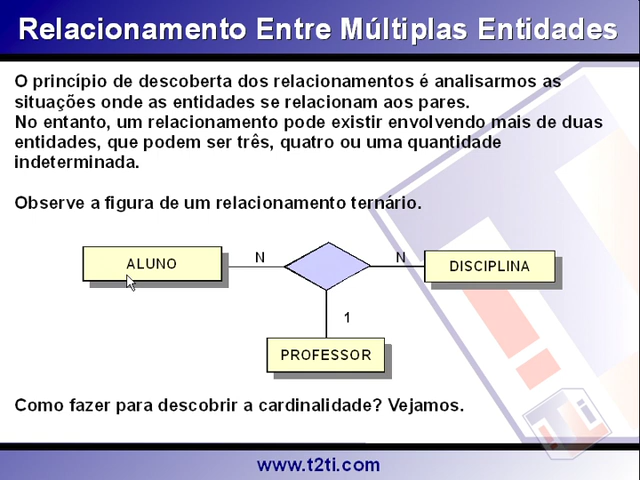 Relacionamento Entre Múltiplas Entidades
O princípio de descoberta dos relacionamentos é analisarmos as
situações onde as entidades se relacionam aos pares.
No entanto, um relacionamento pode existir envolvendo mais de duas
entidades, que podem ser três, quatro ou uma quantidade
indeterminada.
Observe a figura de um relacionamento ternário.
ALUNO
N
N
DISCIPLINA
1
PROFESSOR
Como fazer para descobrir a cardinalidade? Vejamos.
www.t2ti.com